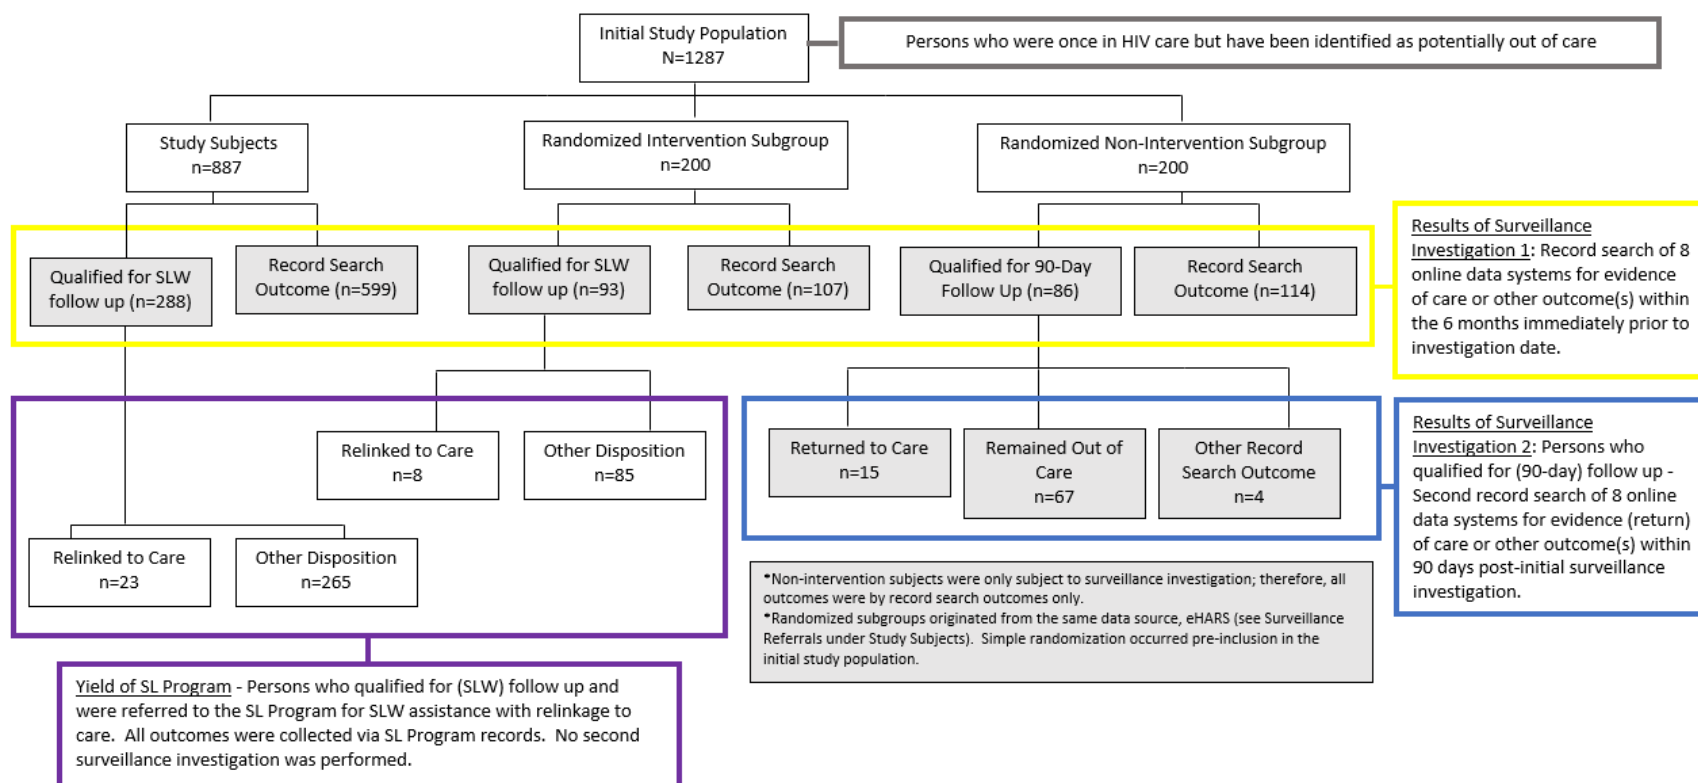 Initial Study Population
N=1287
Persons who were once in HIV care but have been identified as potentially out of care
Study Subjects
n=887
Randomized Intervention Subgroup
n=200
Randomized Non-Intervention Subgroup
n=200
Qualified for SLW
follow up (n=288)
Record Search
Outcome (n=599)
Qualified for SLW
follow up (n=93)
Record Search
Outcome (n=107)
Qualified for 90-Day
Follow Up (n=86)
Record Search
Outcome (n=114)
Results of Surveillance
Investigation 1: Record search of 8
online data systems for evidence
of care or other outcome(s) within
the 6 months immediately prior to
investigation date.
Relinked to Care
n=8
Other Disposition
n=85
Relinked to Care
n=23
Other Disposition
n=265
Returned to Care
n=15
Remained Out of
Care
n=67
Other Record
Search Outcome
n=4
Results of Surveillance
Investigation 2: Persons who
qualified for (90-day) follow up -
Second record search of 8 online
data systems for evidence (return)
of care or other outcome(s) within
90 days post-initial surveillance
investigation.
*Non-intervention subjects were only subject to surveillance investigation; therefore, all
outcomes were by record search outcomes only.
*Randomized subgroups originated from the same data source, eHARS (see Surveillance
Referrals under Study Subjects).  Simple randomization occurred pre-inclusion in the
initial study population.
Yield of SL Program - Persons who qualified for (SLW) follow up and
were referred to the SL Program for SLW assistance with relinkage to
care.  All outcomes were collected via SL Program records.  No second
surveillance investigation was performed.